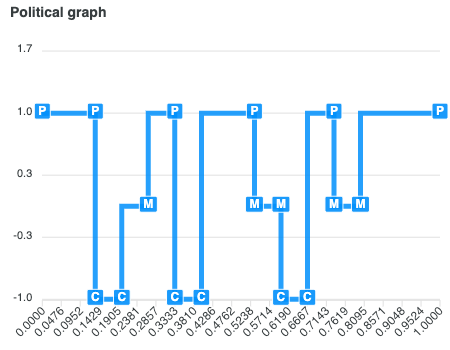 Political graph
1.7
1.0
0.3
-0.3
-1.0
P P P P P P
M M M M M
C C C C C C
0.0000 0.0476 0.0952 0.1429 0.1905 0.2381 0.2857 0.3333 0.3810 0.4286 0.4762 0.5238 0.5714 0.6190 0.6667 0.7143 0.7619 0.8095 0.8571 0.9048 0.9524 1.0000